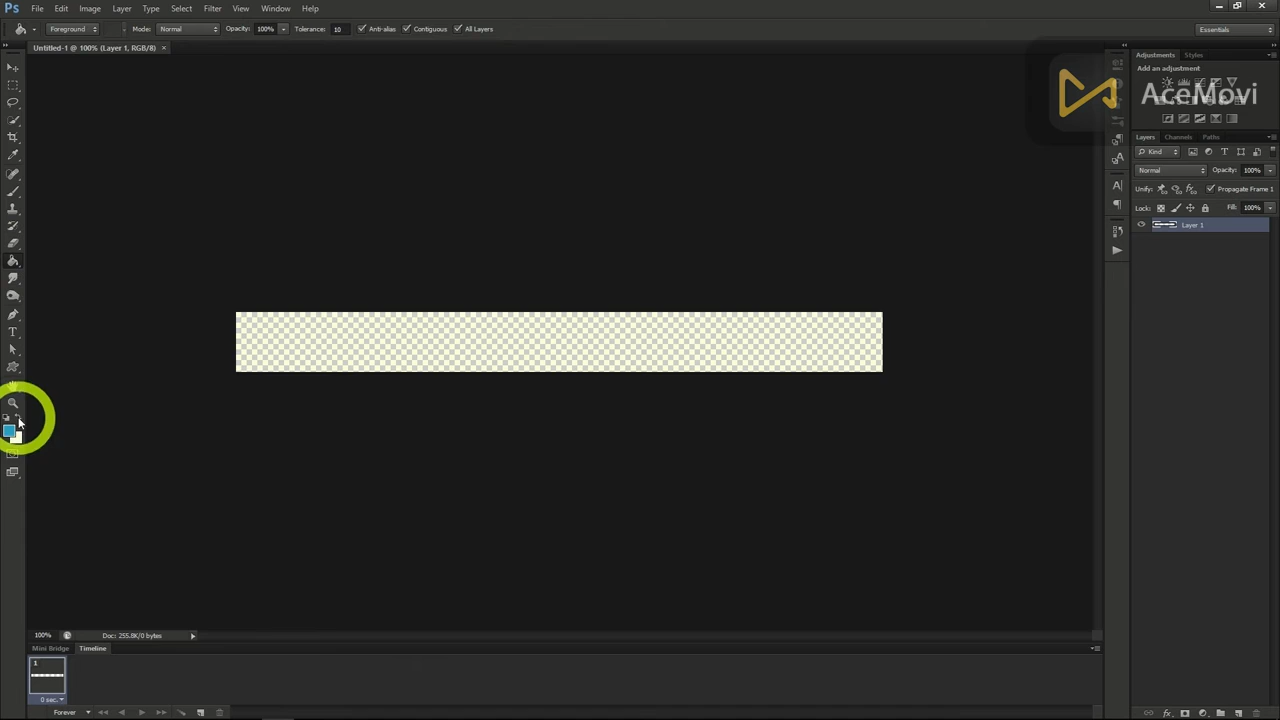 Ps File Edit Image Layer Type Select Filter View Window Help
Foreground Mode: Normal Opacity: 100% Tolerance: 10 Anti-alias Contiguous All Layers Essentials
Untitled-1 @ 100% (Layer 1, RGB/8) ×
Adjustments Styles
Add an adjustment
AceMovi
Layers Channels Paths
Kind
Normal Opacity: 100%
Unify: Propagate Frame 1
Lock: Fill: 100%
Layer 1
100% Doc: 255.8K/0 bytes
Mini Bridge Timeline
1
0 sec.
Forever